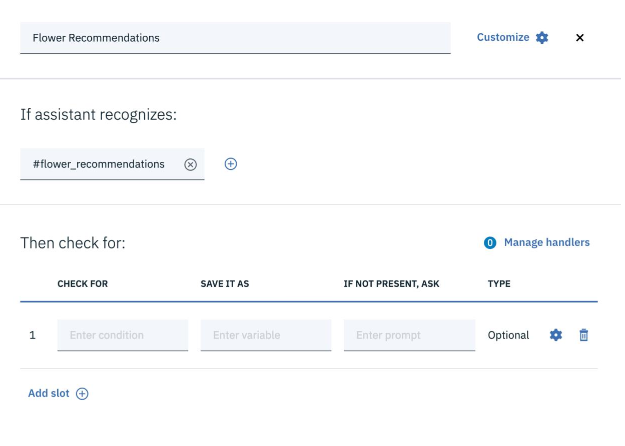 Flower Recommendations Customize
If assistant recognizes:
#flower_recommendations
Then check for: 0 Manage handlers
CHECK FOR SAVE IT AS IF NOT PRESENT, ASK TYPE
1 Enter condition Enter variable Enter prompt Optional
Add slot